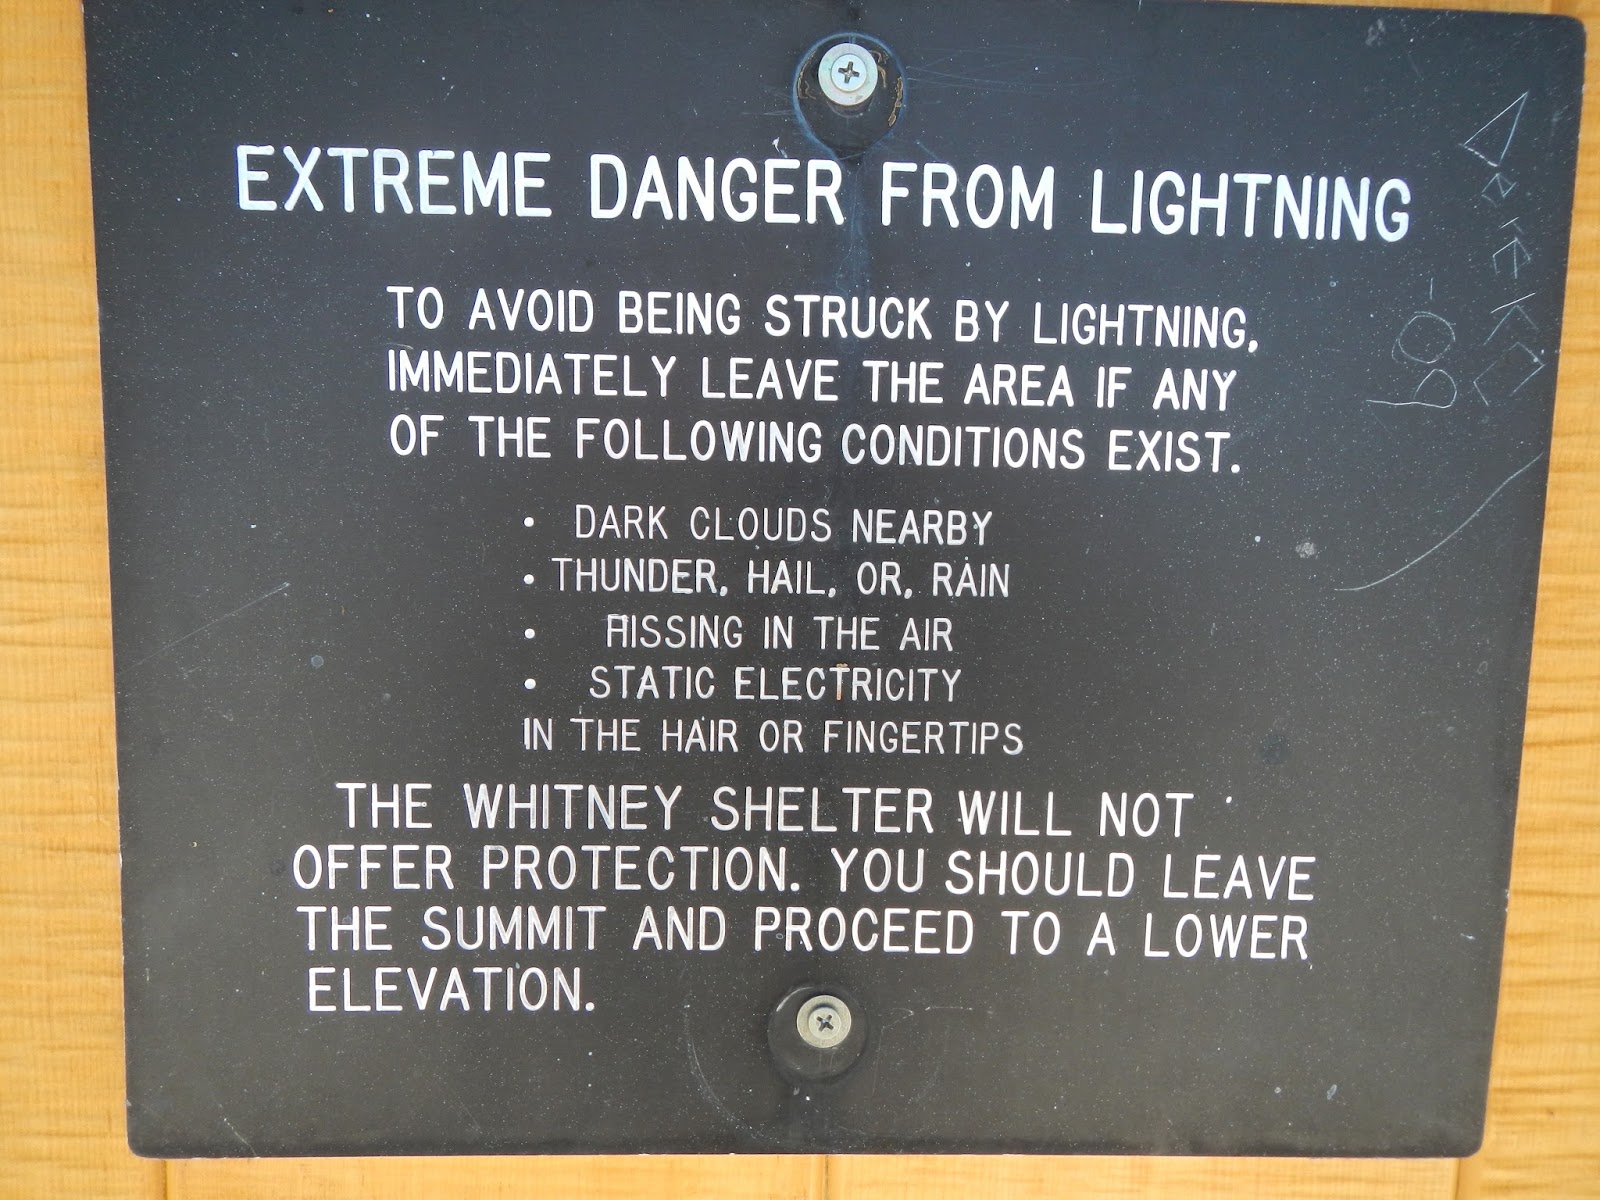 EXTREME DANGER FROM LIGHTNING
TO AVOID BEING STRUCK BY LIGHTNING,
IMMEDIATELY LEAVE THE AREA IF ANY
OF THE FOLLOWING CONDITIONS EXIST.
• DARK CLOUDS NEARBY
• THUNDER, HAIL, OR, RAIN
• HISSING IN THE AIR
• STATIC ELECTRICITY
IN THE HAIR OR FINGERTIPS
THE WHITNEY SHELTER WILL NOT
OFFER PROTECTION. YOU SHOULD LEAVE
THE SUMMIT AND PROCEED TO A LOWER
ELEVATION.